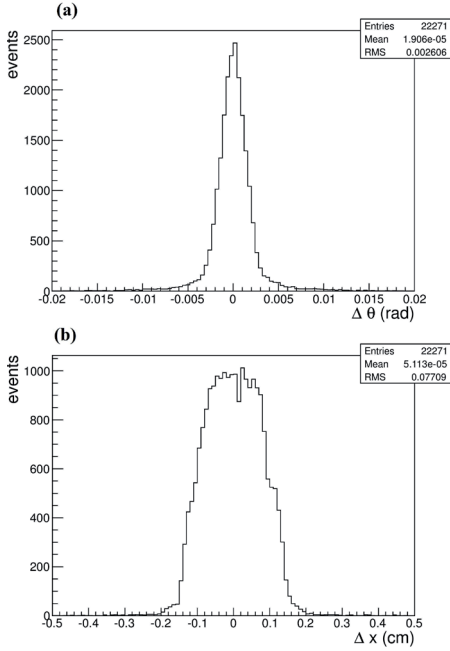 (a)
Entries 22271
Mean 1.906e-05
RMS 0.002606
events
2500
2000
1500
1000
500
0
-0.02 -0.015 -0.01 -0.005 0 0.005 0.01 0.015 0.02
Δ θ (rad)
(b)
Entries 22271
Mean 5.113e-05
RMS 0.07709
events
1000
800
600
400
200
0
-0.5 -0.4 -0.3 -0.2 -0.1 0 0.1 0.2 0.3 0.4 0.5
Δ x (cm)